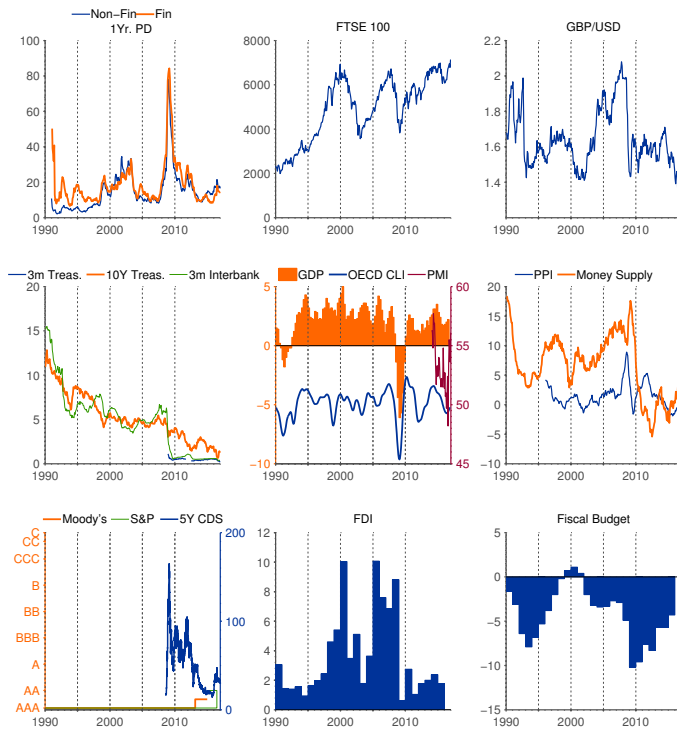 Non-Fin Fin
1Yr. PD
100
80
60
40
20
0
1990 2000 2010
FTSE 100
8000
6000
4000
2000
0
1990 2000 2010
GBP/USD
2.2
2
1.8
1.6
1.4
1990 2000 2010
3m Treas. 10Y Treas. 3m Interbank
20
15
10
5
0
1990 2000 2010
GDP OECD CLI PMI
5
0
−5
−10
60
55
50
45
1990 2000 2010
PPI Money Supply
20
15
10
5
0
−5
−10
1990 2000 2010
Moody's S&P 5Y CDS
C
CC
CCC
B
BB
BBB
A
AA
AAA
200
100
0
1990 2000 2010
FDI
12
10
8
6
4
2
0
1990 2000 2010
Fiscal Budget
5
0
−5
−10
−15
1990 2000 2010